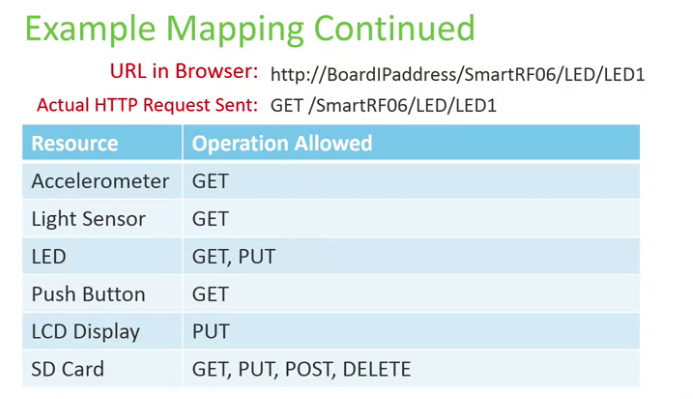 Example Mapping Continued
URL in Browser: http://BoardIPaddress/SmartRF06/LED/LED1
Actual HTTP Request Sent: GET /SmartRF06/LED/LED1
Resource Operation Allowed
Accelerometer GET
Light Sensor GET
LED GET, PUT
Push Button GET
LCD Display PUT
SD Card GET, PUT, POST, DELETE